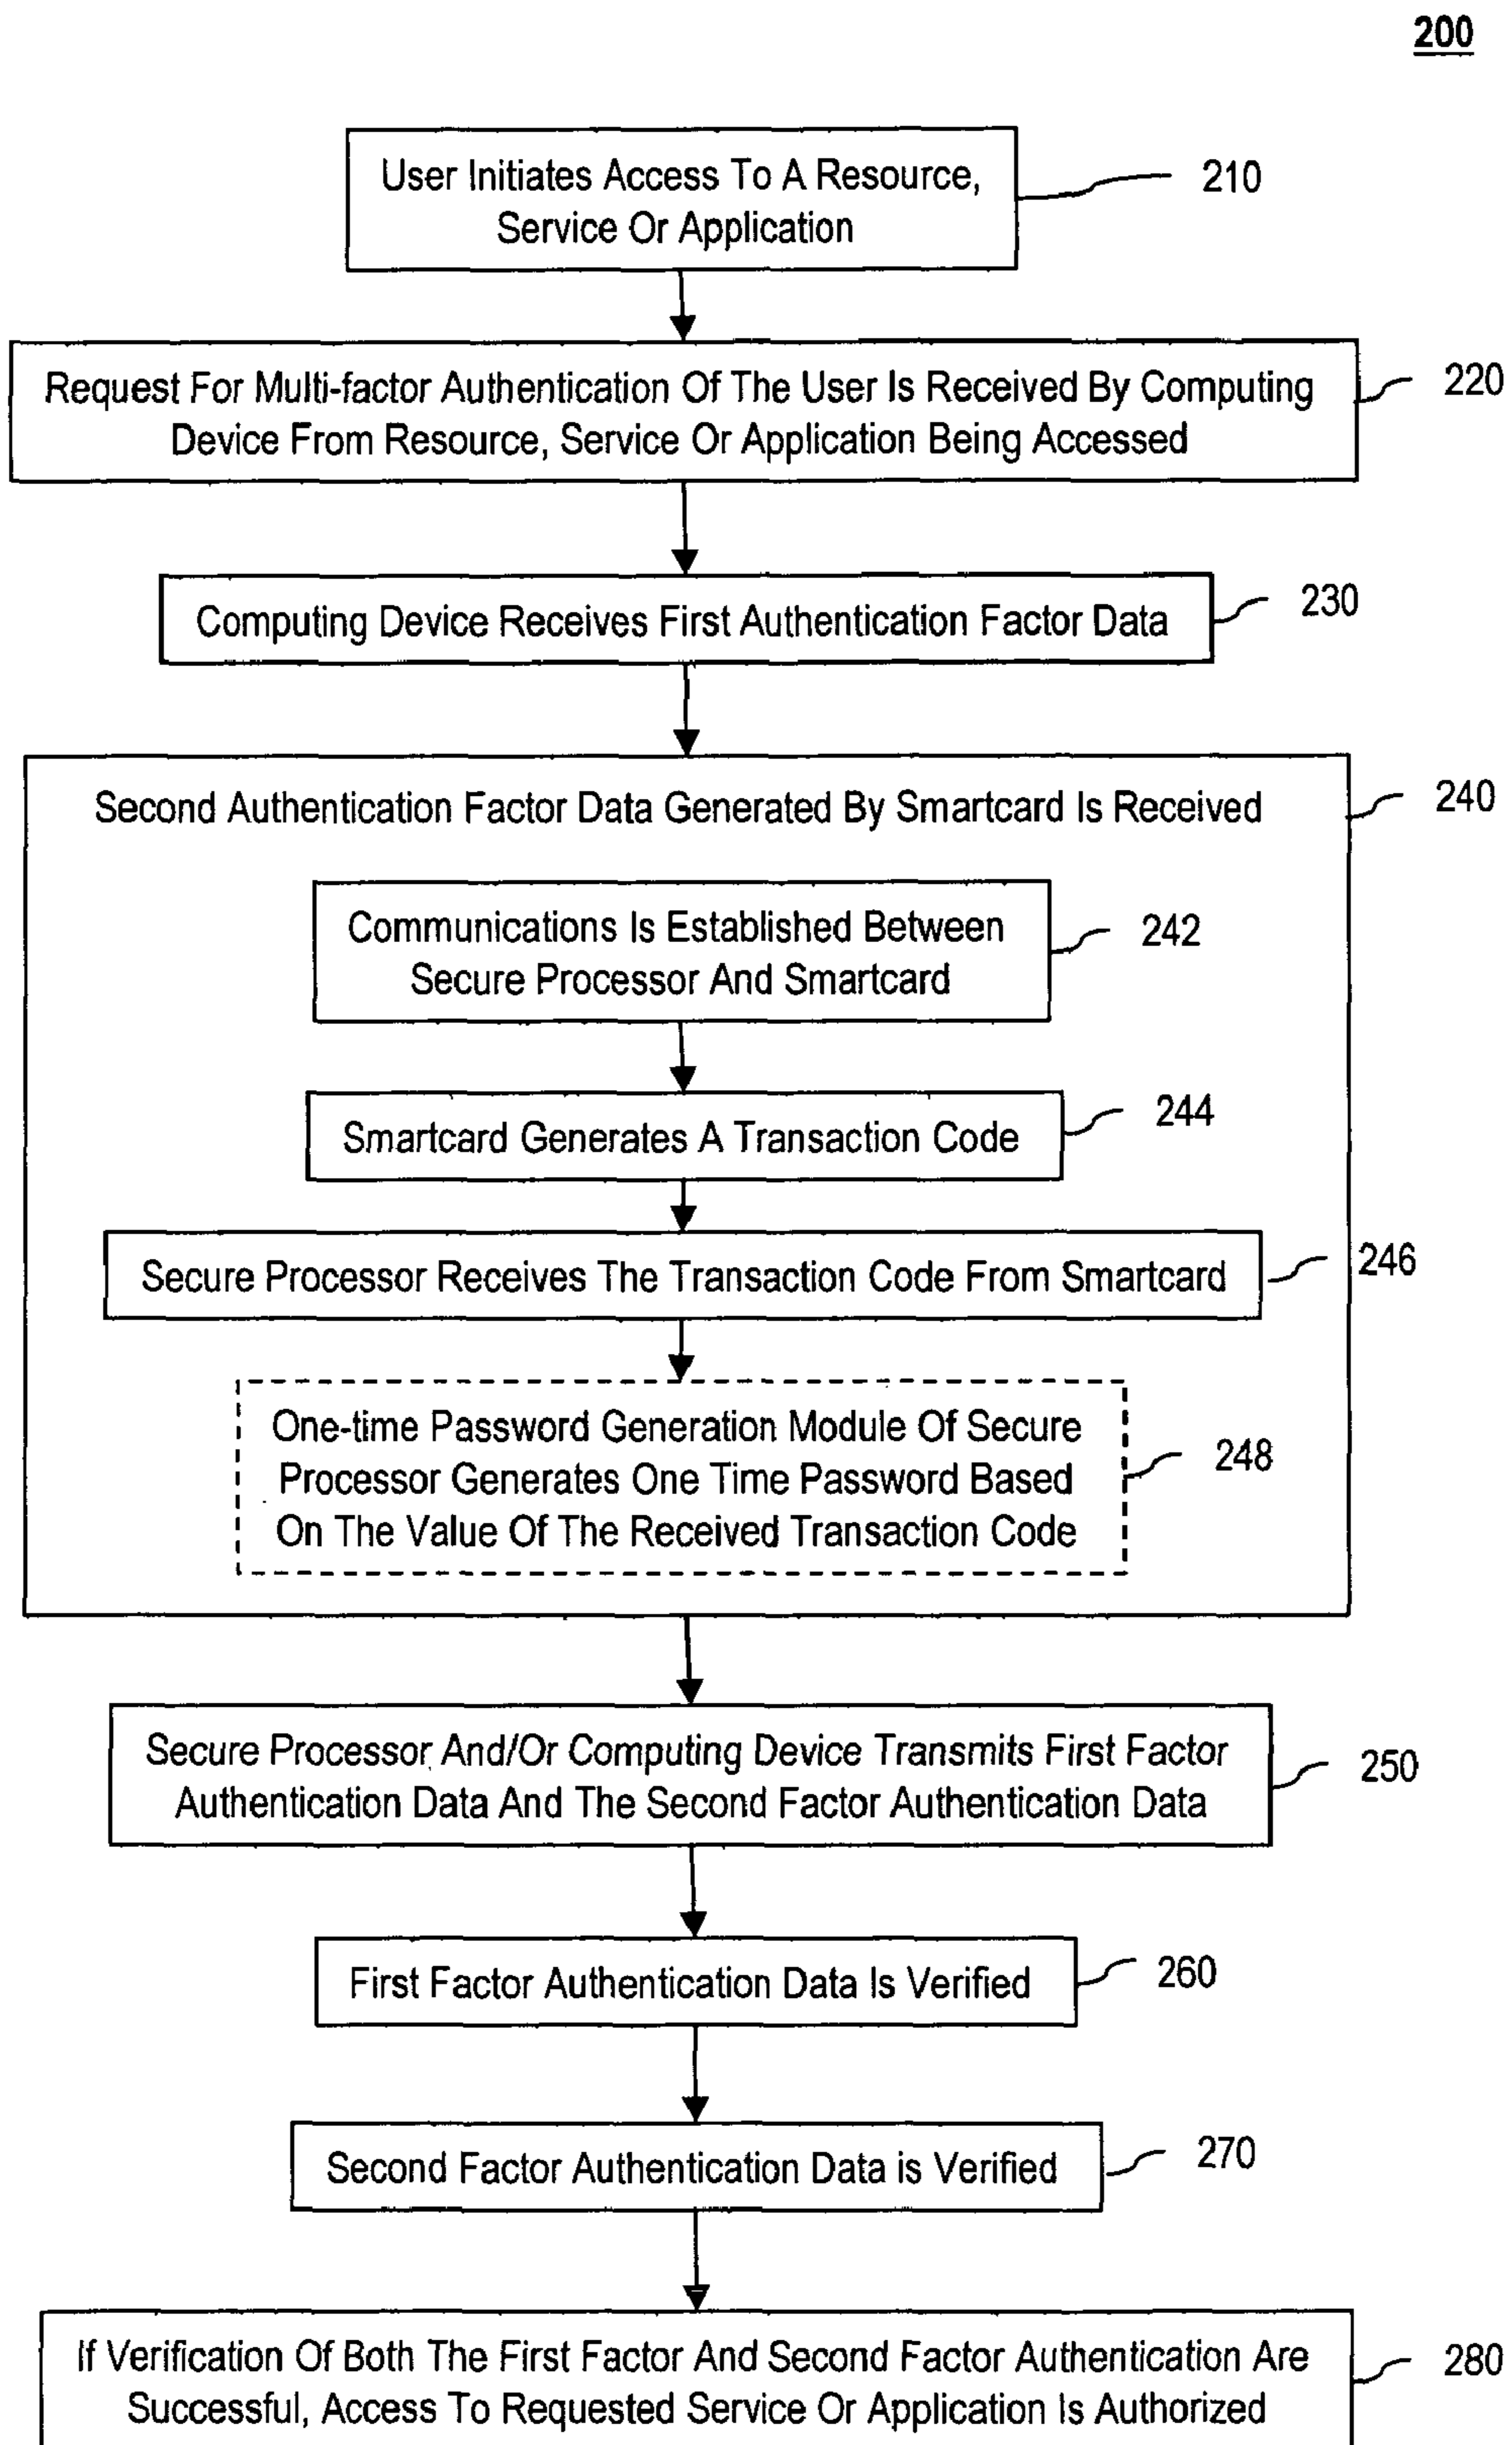 200
User Initiates Access To A Resource,
Service Or Application
210
Request For Multi-factor Authentication Of The User Is Received By Computing
Device From Resource, Service Or Application Being Accessed
220
Computing Device Receives First Authentication Factor Data
230
Second Authentication Factor Data Generated By Smartcard Is Received
240
Communications Is Established Between
Secure Processor And Smartcard
242
Smartcard Generates A Transaction Code
244
Secure Processor Receives The Transaction Code From Smartcard
246
One-time Password Generation Module Of Secure
Processor Generates One Time Password Based
On The Value Of The Received Transaction Code
248
Secure Processor And/Or Computing Device Transmits First Factor
Authentication Data And The Second Factor Authentication Data
250
First Factor Authentication Data Is Verified
260
Second Factor Authentication Data is Verified
270
If Verification Of Both The First Factor And Second Factor Authentication Are
Successful, Access To Requested Service Or Application Is Authorized
280